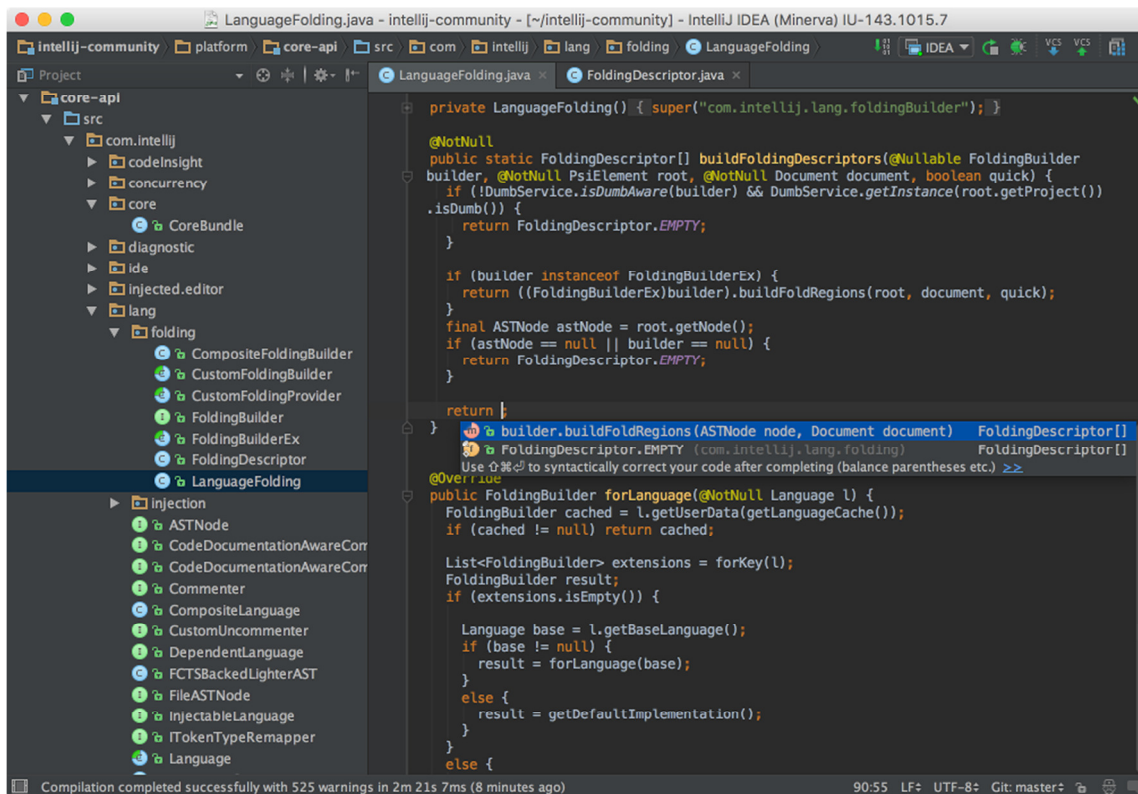 LanguageFolding.java - intellij-community - [~/intellij-community] - IntelliJ IDEA (Minerva) IU-143.1015.7
intellij-community platform core-api src com intellij lang folding LanguageFolding IDEA VCS VCS
Project
LanguageFolding.java FoldingDescriptor.java
core-api
src
com.intellij
codeInsight
concurrency
core
CoreBundle
diagnostic
ide
injected.editor
lang
folding
CompositeFoldingBuilder
CustomFoldingBuilder
CustomFoldingProvider
FoldingBuilder
FoldingBuilderEx
FoldingDescriptor
LanguageFolding
injection
ASTNode
CodeDocumentationAwareCom
CodeDocumentationAwareCom
Commenter
CompositeLanguage
CustomUncommenter
DependentLanguage
FCTSBackedLighterAST
FileASTNode
InjectableLanguage
ITokenTypeRemapper
Language
private LanguageFolding() { super("com.intellij.lang.foldingBuilder"); }
@NotNull
public static FoldingDescriptor[] buildFoldingDescriptors(@Nullable FoldingBuilder
builder, @NotNull PsiElement root, @NotNull Document document, boolean quick) {
if (!DumbService.isDumbAware(builder) && DumbService.getInstance(root.getProject())
.isDumb()) {
return FoldingDescriptor.EMPTY;
}
if (builder instanceof FoldingBuilderEx) {
return ((FoldingBuilderEx)builder).buildFoldRegions(root, document, quick);
}
final ASTNode astNode = root.getNode();
if (astNode == null || builder == null) {
return FoldingDescriptor.EMPTY;
}
return ;
}
builder.buildFoldRegions(ASTNode node, Document document) FoldingDescriptor[]
FoldingDescriptor.EMPTY (com.intellij.lang.folding) FoldingDescriptor[]
Use ⇧⌘⏎ to syntactically correct your code after completing (balance parentheses etc.) >>
@Override
public FoldingBuilder forLanguage(@NotNull Language l) {
FoldingBuilder cached = l.getUserData(getLanguageCache());
if (cached != null) return cached;
List<FoldingBuilder> extensions = forKey(l);
FoldingBuilder result;
if (extensions.isEmpty()) {
Language base = l.getBaseLanguage();
if (base != null) {
result = forLanguage(base);
}
else {
result = getDefaultImplementation();
}
}
else {
Compilation completed successfully with 525 warnings in 2m 21s 7ms (8 minutes ago) 90:55 LF÷ UTF-8÷ Git: master÷